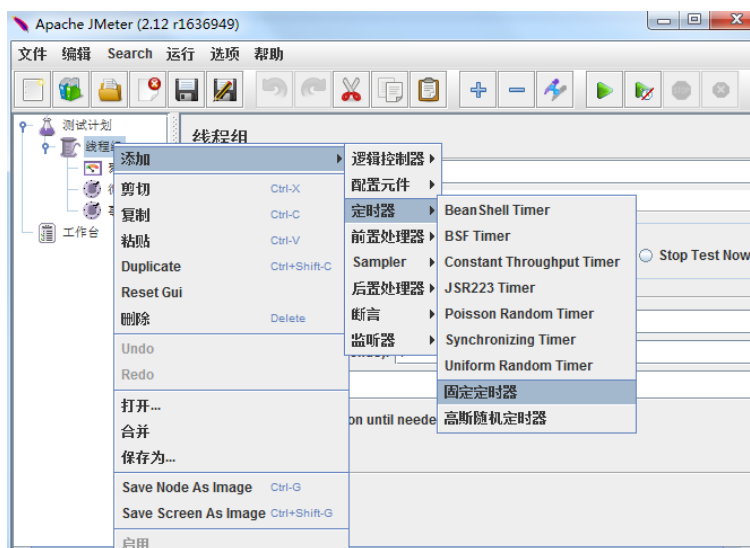 Apache JMeter (2.12 r1636949)
文件 编辑 Search 运行 选项 帮助
测试计划
线程组
工作台
线程组
添加
剪切 Ctrl-X
复制 Ctrl-C
粘贴 Ctrl-V
Duplicate Ctrl+Shift-C
Reset Gui
删除 Delete
Undo
Redo
打开...
合并
保存为...
Save Node As Image Ctrl-G
Save Screen As Image Ctrl+Shift-G
启用
逻辑控制器
配置元件
定时器
前置处理器
Sampler
后置处理器
断言
监听器
BeanShell Timer
BSF Timer
Constant Throughput Timer
JSR223 Timer
Poisson Random Timer
Synchronizing Timer
Uniform Random Timer
固定定时器
高斯随机定时器
Stop Test Now
on until neede